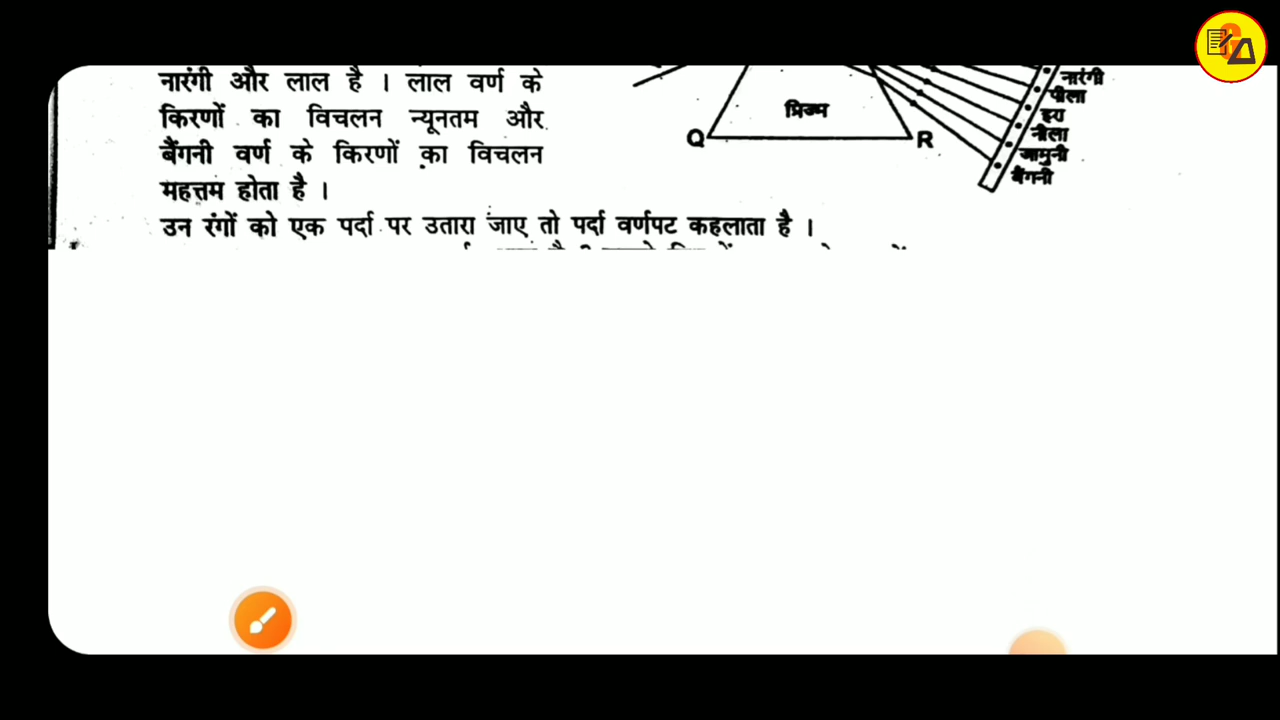 नारंगी और लाल है । लाल वर्ण के
किरणों का विचलन न्यूनतम और
बैंगनी वर्ण के किरणों का विचलन
महत्तम होता है ।
उन रंगों को एक पर्दा पर उतारा जाए तो पर्दा वर्णपट कहलाता है ।
प्रिज्म
Q
R
नारंगी
पीला
हरा
नीला
जामुनी
बैंगनी